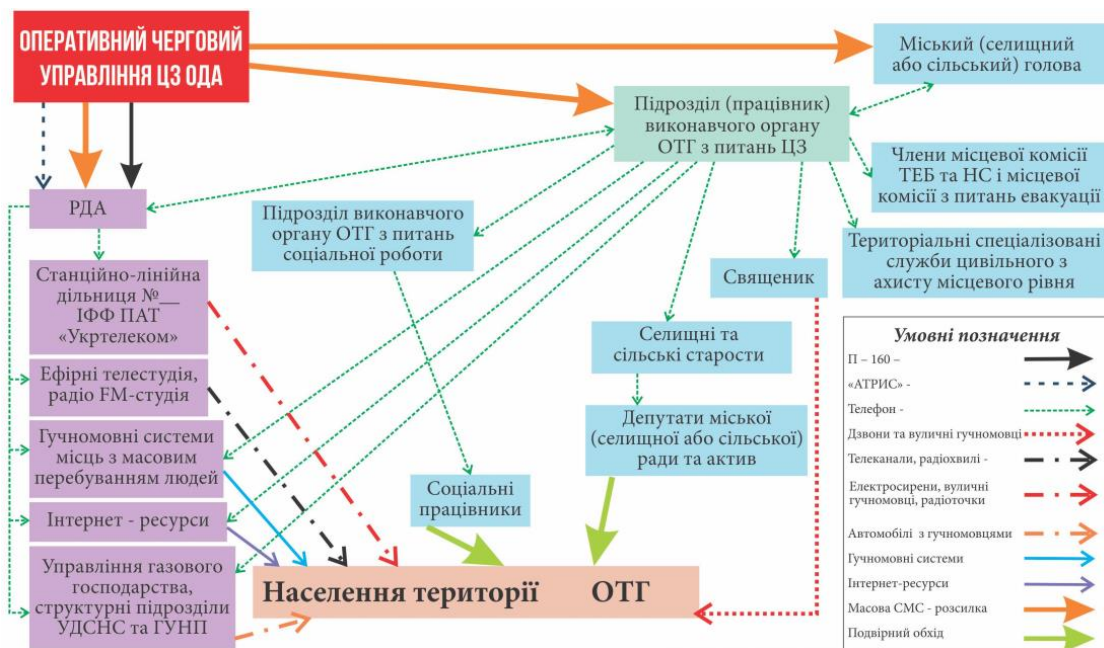 ОПЕРАТИВНИЙ ЧЕРГОВИЙ
УПРАВЛІННЯ ЦЗ ОДА
Міський (селищний
або сільський) голова
Підрозділ (працівник)
виконавчого органу
ОТГ з питань ЦЗ
Члени місцевої комісії
ТЕБ та НС і місцевої
комісії з питань евакуації
РДА
Підрозділ виконавчого
органу ОТГ з питань
соціальної роботи
Територіальні спеціалізовані
служби цивільного з
ахисту місцевого рівня
Священик
Станційно-лінійна
дільниця №__
ІФФ ПАТ
«Укртелеком»
Селищні та
сільські старости
Ефірні телестудія,
радіо FM-студія
Депутати міської
(селищної або сільської)
ради та актив
Гучномовні системи
місць з масовим
перебуванням людей
Соціальні
працівники
Інтернет - ресурси
Управління газового
господарства,
структурні підрозділи
УДСНС та ГУНП
Населення території ОТГ
Умовні позначення
П – 160 –
«АТРИС» -
Телефон -
Дзвони та вуличні гучномовці
Телеканали, радіохвилі -
Електросирени, вуличні
гучномовці, радіоточки
Автомобілі з гучномовцями
Гучномовні системи
Інтернет-ресурси
Масова СМС - розсилка
Подвірний обхід